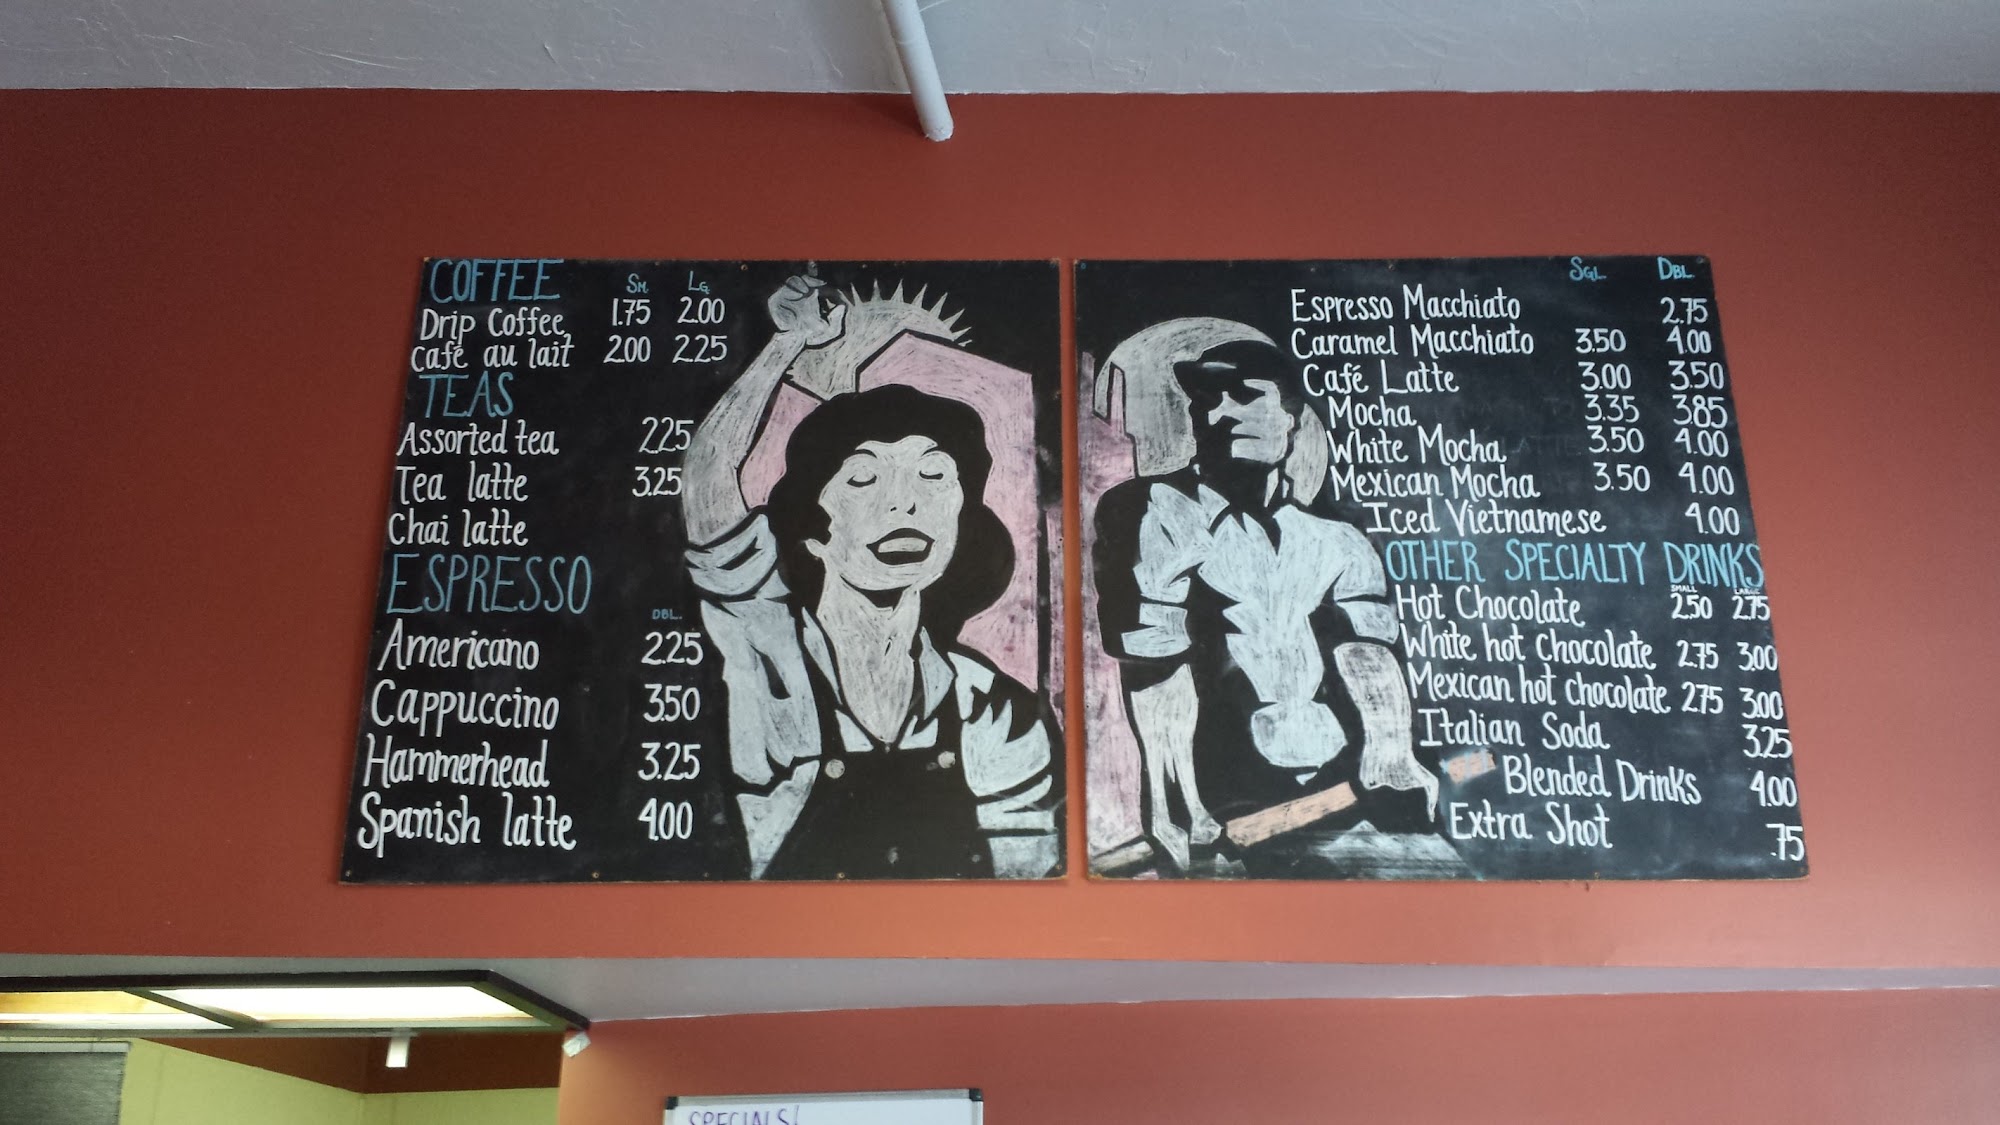 COFFEE Sm. Lg.
Drip Coffee 1.75 2.00
Café au lait 2.00 2.25
TEAS
Assorted tea 2.25
Tea latte 3.25
Chai latte
ESPRESSO DBL.
Americano 2.25
Cappuccino 3.50
Hammerhead 3.25
Spanish latte 4.00
SGL. DBL.
Espresso Macchiato 2.75
Caramel Macchiato 3.50 4.00
Café Latte 3.00 3.50
Mocha 3.35 3.85
White Mocha 3.50 4.00
Mexican Mocha 3.50 4.00
Iced Vietnamese 4.00
OTHER SPECIALTY DRINKS
SMALL LARGE
Hot Chocolate 2.50 2.75
White hot chocolate 2.75 3.00
Mexican hot chocolate 2.75 3.00
Italian Soda 3.25
Blended Drinks 4.00
Extra Shot .75
SPECIALS!